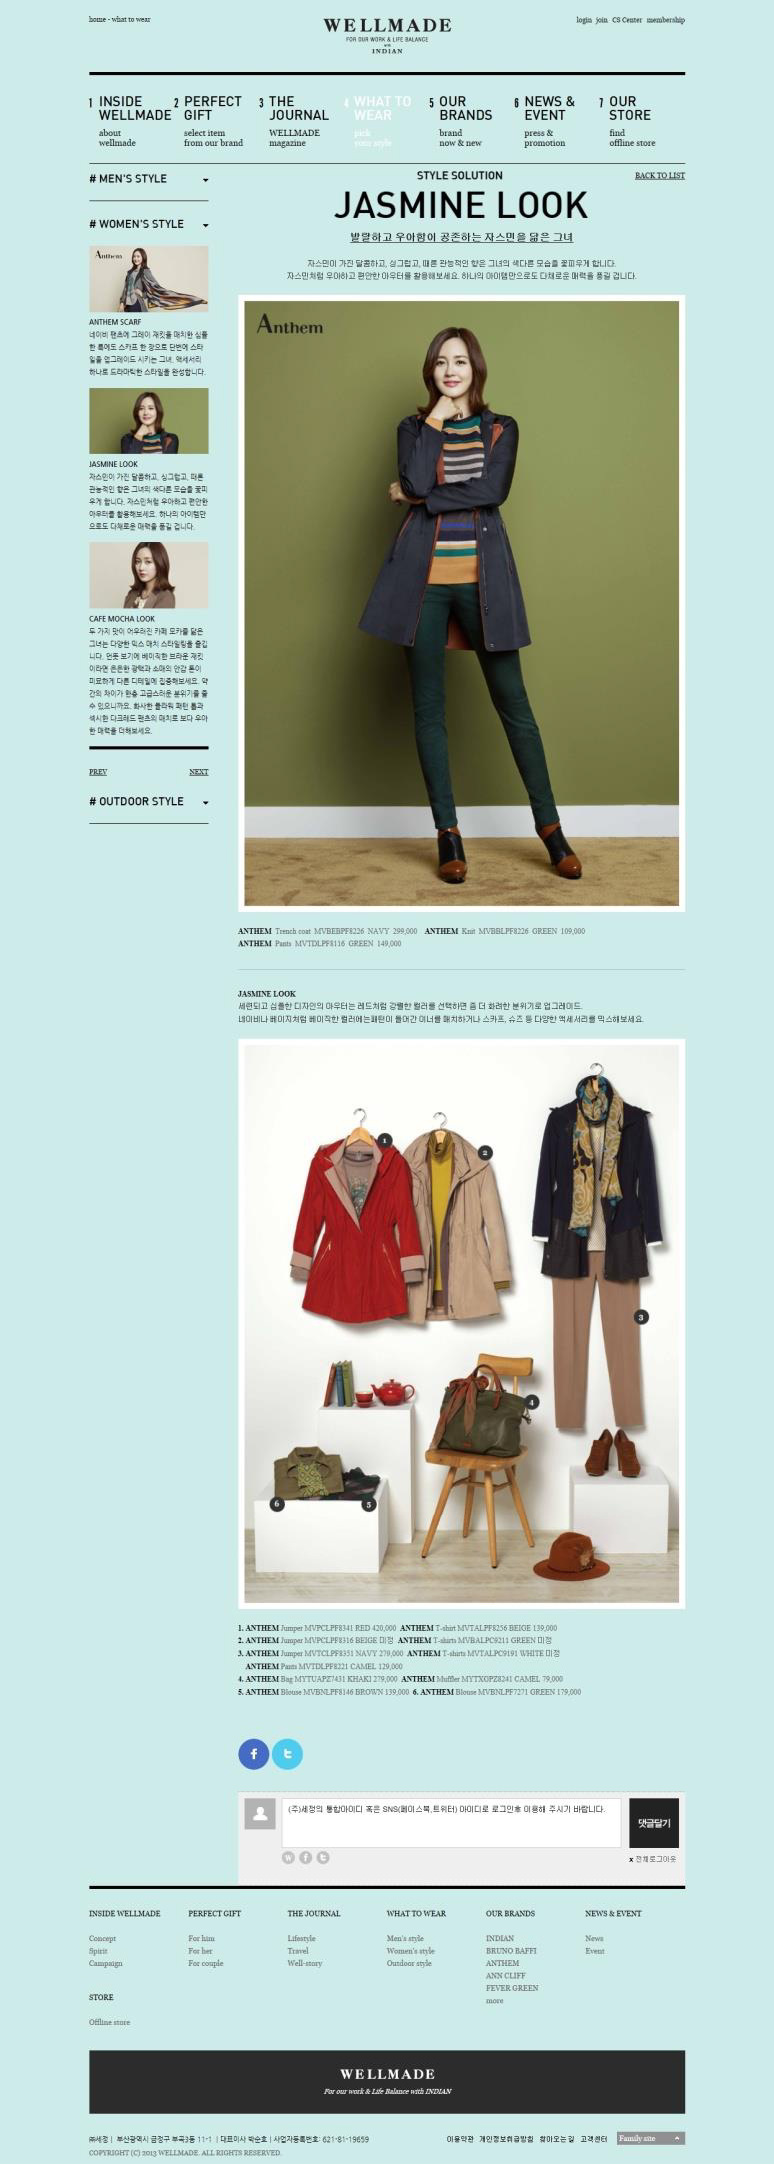 home - what to wear
WELLMADE
FOR OUR WORK & LIFE BALANCE
with
INDIAN
login join CS Center membership
1 INSIDE WELLMADE
about wellmade
2 PERFECT GIFT
select item from our brand
3 THE JOURNAL
WELLMADE magazine
4 WHAT TO WEAR
pick your style
5 OUR BRANDS
brand now & new
6 NEWS & EVENT
press & promotion
7 OUR STORE
find offline store
# MEN'S STYLE
# WOMEN'S STYLE
Anthem
ANTHEM SCARF
네이비 팬츠에 그레이 재킷을 매치한 심플
한 룩에도 스카프 한 장으로 단번에 스타
일을 업그레이드 시키는 그녀. 액세서리
하나로 드라마틱한 스타일을 완성합니다.
JASMINE LOOK
자스민이 가진 달콤하고, 싱그럽고, 때론
관능적인 향은 그녀의 색다른 모습을 꽃피
우게 합니다. 자스민처럼 우아하고 편안한
아우터를 활용해보세요. 하나의 아이템만
으로도 다채로운 매력을 풍길 겁니다.
CAFE MOCHA LOOK
두 가지 맛이 어우러진 카페 모카를 닮은
그녀는 다양한 믹스 매치 스타일링을 즐깁
니다. 언뜻 보기에 베이직한 브라운 재킷
이라면 은은한 광택과 소매의 안감 톤이
미묘하게 다른 디테일에 집중해보세요. 약
간의 차이가 한층 고급스러운 분위기를 줄
수 있으니까요. 화사한 플라워 패턴 톱과
섹시한 다크레드 팬츠의 매치로 보다 우아
한 매력을 더해보세요.
PREV NEXT
# OUTDOOR STYLE
STYLE SOLUTION
BACK TO LIST
JASMINE LOOK
발랄하고 우아함이 공존하는 자스민을 닮은 그녀
자스민이 가진 달콤하고, 싱그럽고, 때론 관능적인 향은 그녀의 색다른 모습을 꽃피우게 합니다.
자스민처럼 우아하고 편안한 아우터를 활용해보세요. 하나의 아이템만으로도 다채로운 매력을 풍길 겁니다.
Anthem
ANTHEM Trench coat MVBEBPF8226 NAVY 299,000 ANTHEM Knit MVBBLPF8226 GREEN 109,000
ANTHEM Pants MVTDLPF8116 GREEN 149,000
JASMINE LOOK
세련되고 심플한 디자인의 아우터는 레드처럼 강렬한 컬러를 선택하면 좀 더 화려한 분위기로 업그레이드.
네이비나 베이지처럼 베이직한 컬러에는패턴이 들어간 이너를 매치하거나 스카프, 슈즈 등 다양한 액세서리를 믹스해보세요.
1
2
3
4
6
5
1. ANTHEM Jumper MVPCLPF8341 RED 420,000 ANTHEM T-shirt MVTALPF8256 BEIGE 139,000
2. ANTHEM Jumper MVPCLPF8316 BEIGE 미정 ANTHEM T-shirts MVBALPC9211 GREEN 미정
3. ANTHEM Jumper MVTCLPF8351 NAVY 279,000 ANTHEM T-shirts MVTALPC9191 WHITE 미정
ANTHEM Pants MVTDLPF8221 CAMEL 129,000
4. ANTHEM Bag MYTUAPZ7431 KHAKI 279,000 ANTHEM Muffler MYTXOPZ8241 CAMEL 79,000
5. ANTHEM Blouse MVBNLPF8146 BROWN 139,000 6. ANTHEM Blouse MVBNLPF7271 GREEN 179,000
(주)세정의 통합아이디 혹은 SNS(페이스북,트위터) 아이디로 로그인후 이용해 주시기 바랍니다.
댓글달기
x 전체로그아웃
INSIDE WELLMADE
Concept
Spirit
Campaign
PERFECT GIFT
For him
For her
For couple
THE JOURNAL
Lifestyle
Travel
Well-story
WHAT TO WEAR
Men's style
Women's style
Outdoor style
OUR BRANDS
INDIAN
BRUNO BAFFI
ANTHEM
ANN CLIFF
FEVER GREEN
more
NEWS & EVENT
News
Event
STORE
Offline store
WELLMADE
For our work & Life Balance with INDIAN
㈜세정 | 부산광역시 금정구 부곡3동 11-1 | 대표이사 박순호 | 사업자등록번호: 621-81-19659
이용약관 개인정보취급방침 찾아오는길 고객센터
Family site
COPYRIGHT (C) 2013 WELLMADE. ALL RIGHTS RESERVED.